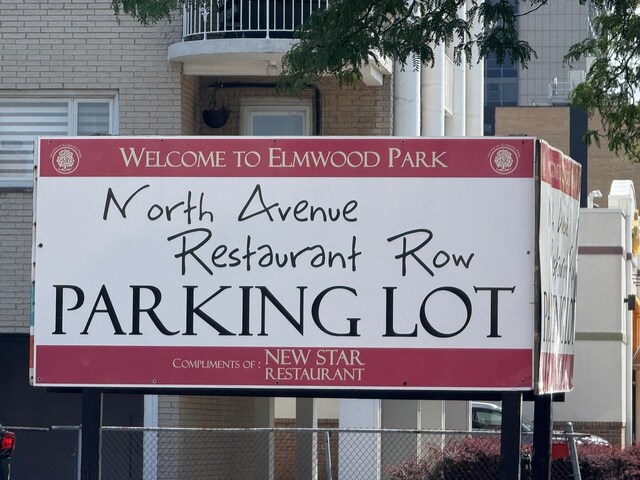 WELCOME TO ELMWOOD PARK
North Avenue
Restaurant Row
PARKING LOT
COMPLIMENTS OF : NEW STAR
RESTAURANT